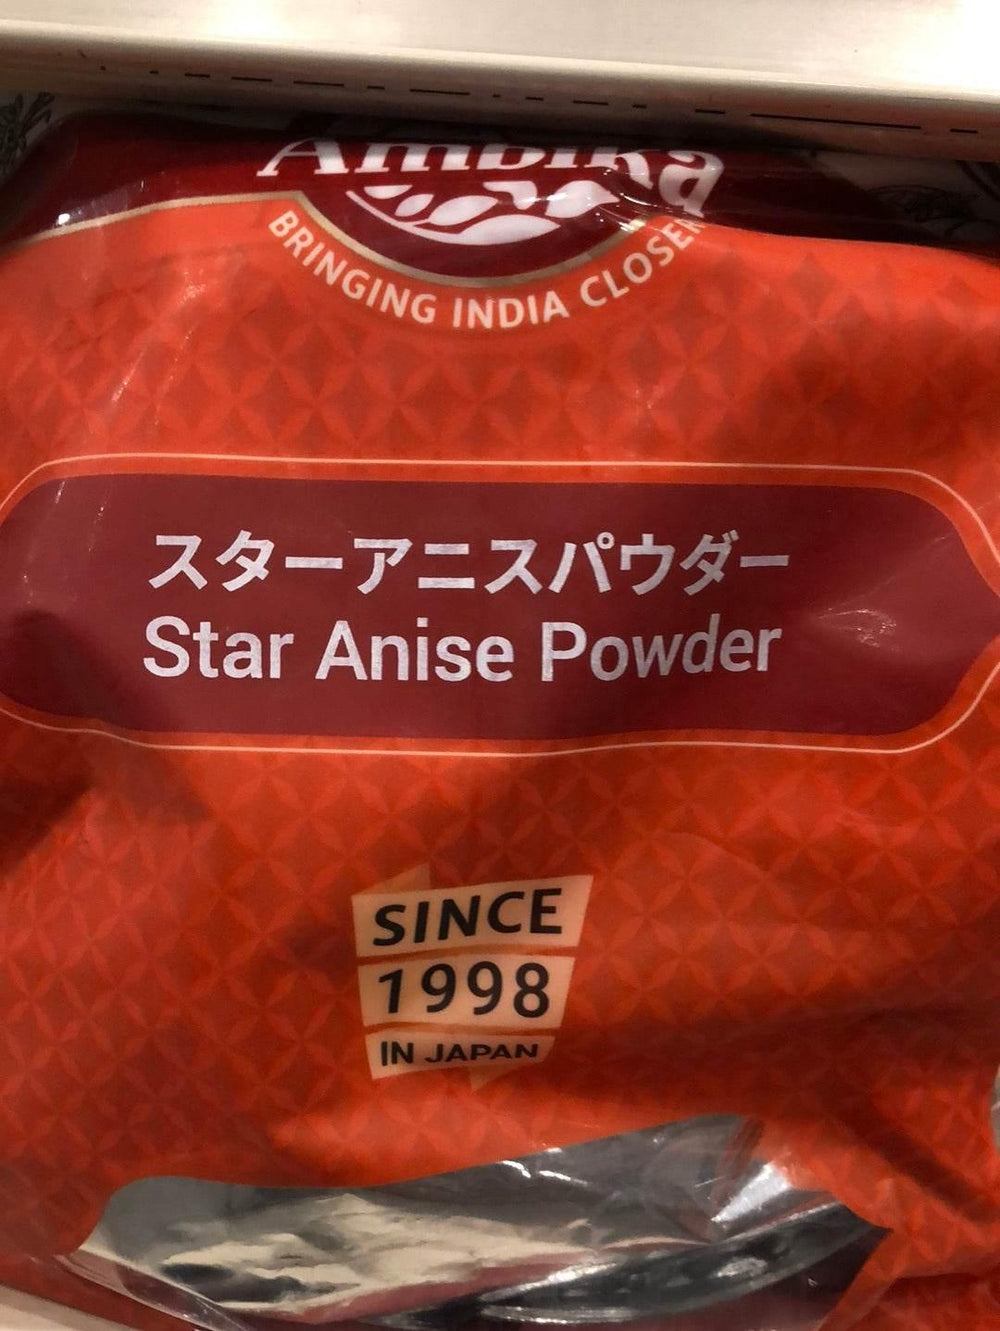 Ambika
BRINGING INDIA CLOSER
スターアニスパウダー
Star Anise Powder
SINCE
1998
IN JAPAN